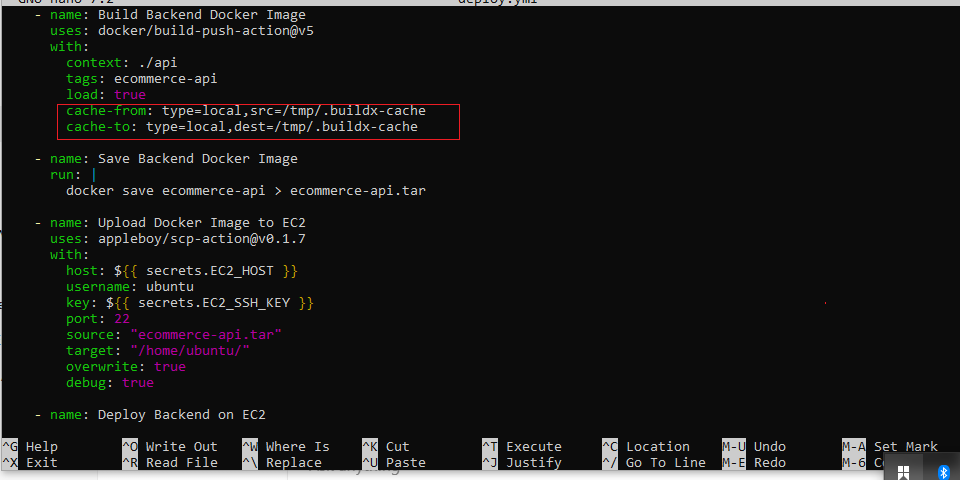 GNU nano 7.2 deploy.yml
- name: Build Backend Docker Image
uses: docker/build-push-action@v5
with:
context: ./api
tags: ecommerce-api
load: true
cache-from: type=local,src=/tmp/.buildx-cache
cache-to: type=local,dest=/tmp/.buildx-cache
- name: Save Backend Docker Image
run: |
docker save ecommerce-api > ecommerce-api.tar
- name: Upload Docker Image to EC2
uses: appleboy/scp-action@v0.1.7
with:
host: ${{ secrets.EC2_HOST }}
username: ubuntu
key: ${{ secrets.EC2_SSH_KEY }}
port: 22
source: "ecommerce-api.tar"
target: "/home/ubuntu/"
overwrite: true
debug: true
- name: Deploy Backend on EC2
^G Help ^O Write Out ^W Where Is ^K Cut ^T Execute ^C Location M-U Undo M-A Set Mark
^X Exit ^R Read File ^\ Replace ^U Paste ^J Justify ^/ Go To Line M-E Redo M-6